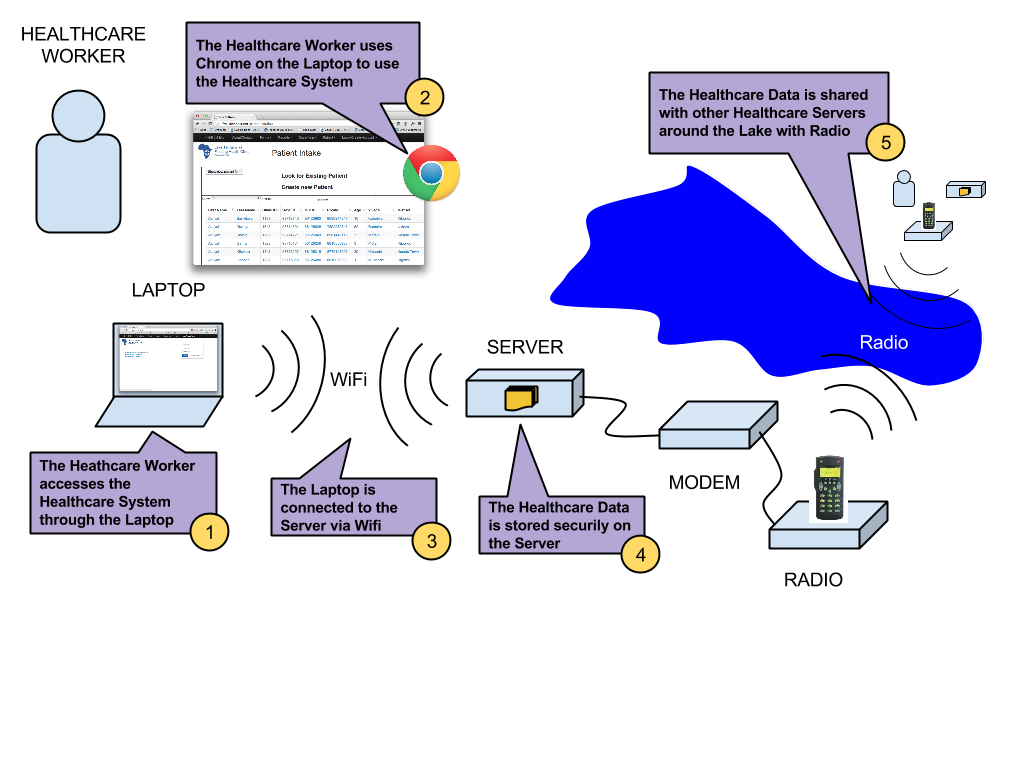 HEALTHCARE
WORKER
The Healthcare Worker uses
Chrome on the Laptop to use
the Healthcare System
2
Patient Intake
Look for Existing Patient
Create new Patient
The Healthcare Data is shared
with other Healthcare Servers
around the Lake with Radio
5
LAPTOP
WiFi
SERVER
Radio
The Heathcare Worker
accesses the
Healthcare System
through the Laptop
1
The Laptop is
connected to the
Server via Wifi
3
The Healthcare Data
is stored securily on
the Server
4
MODEM
RADIO